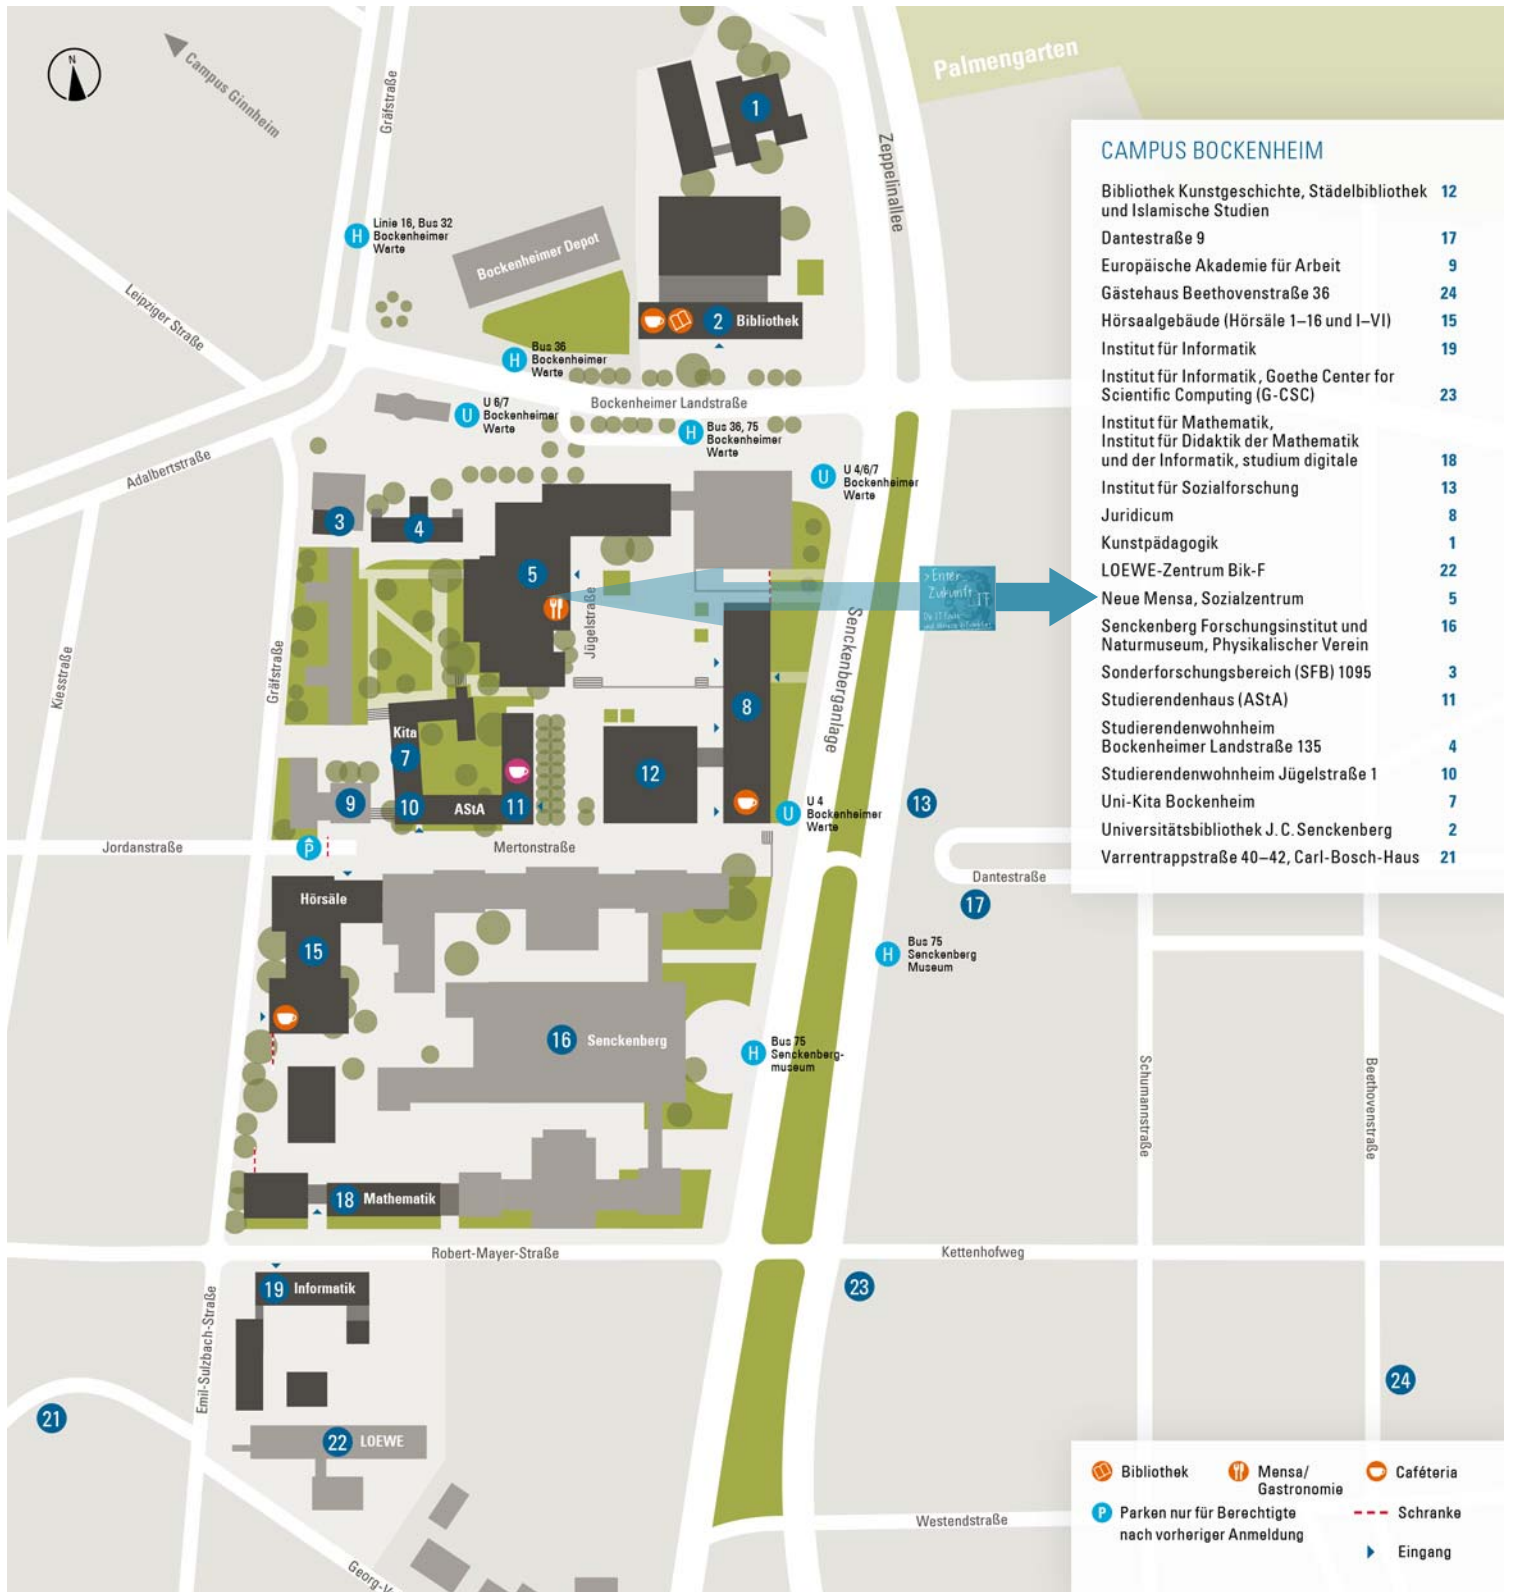 N
Campus Ginnheim
Gräfstraße
1
Palmengarten
Zeppelinallee
CAMPUS BOCKENHEIM
Bibliothek Kunstgeschichte, Städelbibliothek 12
und Islamische Studien
Dantestraße 9 17
Europäische Akademie für Arbeit 9
Gästehaus Beethovenstraße 36 24
Hörsaalgebäude (Hörsäle 1–16 und I–VI) 15
Institut für Informatik 19
Institut für Informatik, Goethe Center for
Scientific Computing (G-CSC) 23
Institut für Mathematik,
Institut für Didaktik der Mathematik
und der Informatik, studium digitale 18
Institut für Sozialforschung 13
Juridicum 8
Kunstpädagogik 1
LOEWE-Zentrum Bik-F 22
Neue Mensa, Sozialzentrum 5
Senckenberg Forschungsinstitut und 16
Naturmuseum, Physikalischer Verein
Sonderforschungsbereich (SFB) 1095 3
Studierendenhaus (AStA) 11
Studierendenwohnheim
Bockenheimer Landstraße 135 4
Studierendenwohnheim Jügelstraße 1 10
Uni-Kita Bockenheim 7
Universitätsbibliothek J. C. Senckenberg 2
Varrentrappstraße 40–42, Carl-Bosch-Haus 21
H Linie 16, Bus 32
Bockenheimer
Warte
Bockenheimer Depot
Leipziger Straße
2 Bibliothek
H Bus 36
Bockenheimer
Warte
U U 6/7
Bockenheimer
Warte
Bockenheimer Landstraße
H Bus 36, 75
Bockenheimer
Warte
U U 4/6/7
Bockenheimer
Warte
Adalbertstraße
3
4
5
Jügelstraße
>Enter
Zukunft IT
Senckenberganlage
Kiesstraße
Gräfstraße
Kita
7
8
12
9
10
AStA
11
U U 4
Bockenheimer
Warte
13
P
Jordanstraße
Mertonstraße
Dantestraße
17
Hörsäle
15
H Bus 75
Senckenberg
Museum
16 Senckenberg
H Bus 75
Senckenberg-
museum
Schumannstraße
Beethovenstraße
18 Mathematik
Robert-Mayer-Straße
Kettenhofweg
19 Informatik
23
Emil-Sulzbach-Straße
24
21
22 LOEWE
Westendstraße
Georg-V
Bibliothek
Mensa/
Gastronomie
Caféteria
P Parken nur für Berechtigte
nach vorheriger Anmeldung
Schranke
Eingang